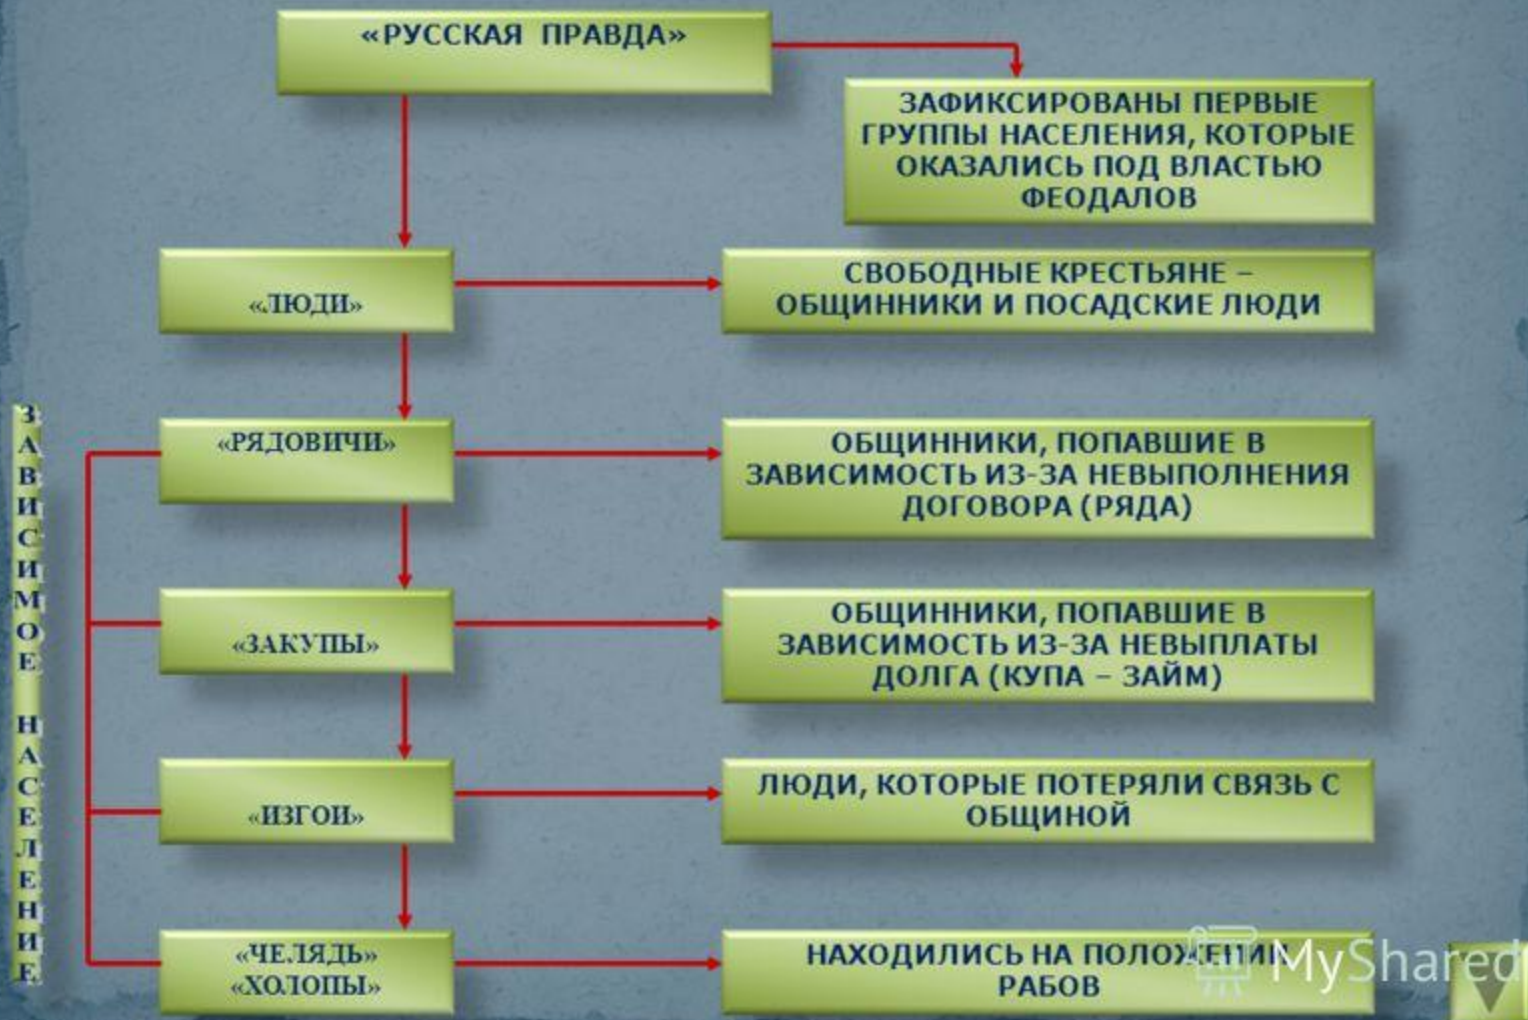 «РУССКАЯ ПРАВДА»
ЗАФИКСИРОВАНЫ ПЕРВЫЕ
ГРУППЫ НАСЕЛЕНИЯ, КОТОРЫЕ
ОКАЗАЛИСЬ ПОД ВЛАСТЬЮ
ФЕОДАЛОВ
«ЛЮДИ»
СВОБОДНЫЕ КРЕСТЬЯНЕ –
ОБЩИННИКИ И ПОСАДСКИЕ ЛЮДИ
ЗАВИСИМОЕ НАСЕЛЕНИЕ
«РЯДОВИЧИ»
ОБЩИННИКИ, ПОПАВШИЕ В
ЗАВИСИМОСТЬ ИЗ-ЗА НЕВЫПОЛНЕНИЯ
ДОГОВОРА (РЯДА)
«ЗАКУПЫ»
ОБЩИННИКИ, ПОПАВШИЕ В
ЗАВИСИМОСТЬ ИЗ-ЗА НЕВЫПЛАТЫ
ДОЛГА (КУПА – ЗАЙМ)
«ИЗГОИ»
ЛЮДИ, КОТОРЫЕ ПОТЕРЯЛИ СВЯЗЬ С
ОБЩИНОЙ
«ЧЕЛЯДЬ»
«ХОЛОПЫ»
НАХОДИЛИСЬ НА ПОЛОЖЕНИИ
РАБОВ
MyShared